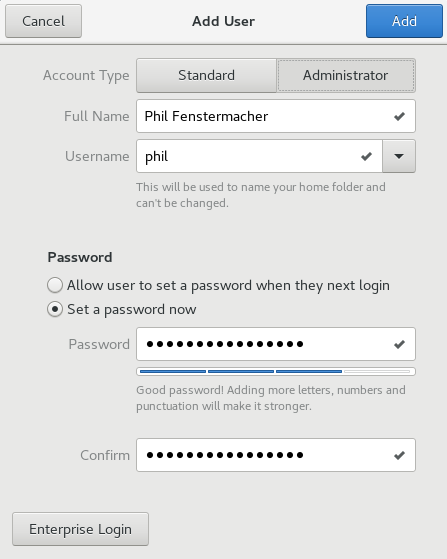 Cancel
Add User
Add
Account Type
Standard
Administrator
Full Name
Phil Fenstermacher
Username
phil
This will be used to name your home folder and
can't be changed.
Password
Allow user to set a password when they next login
Set a password now
Password
●●●●●●●●●●●●●●●●
Good password! Adding more letters, numbers and
punctuation will make it stronger.
Confirm
●●●●●●●●●●●●●●●●
Enterprise Login